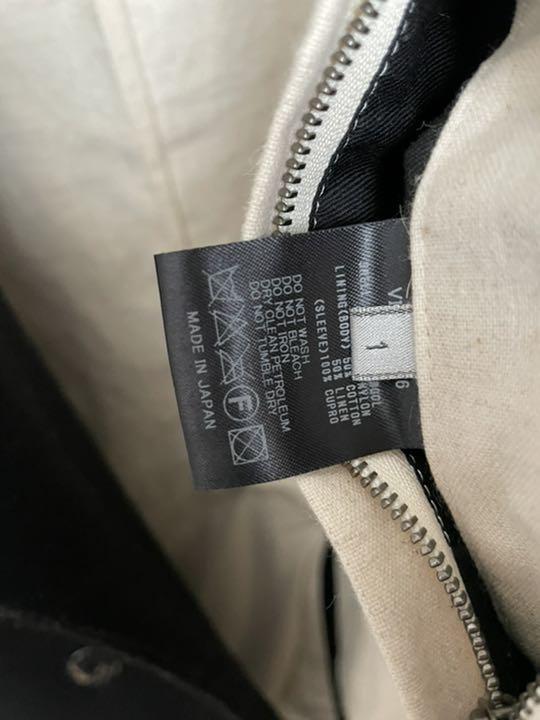 1
LINING(BODY) 50% COTTON
50% LINEN
(SLEEVE)100% CUPRO
DO NOT WASH
DO NOT BLEACH
DO NOT IRON
DRY CLEAN PETROLEUM
DO NOT TUMBLE DRY
F
MADE IN JAPAN